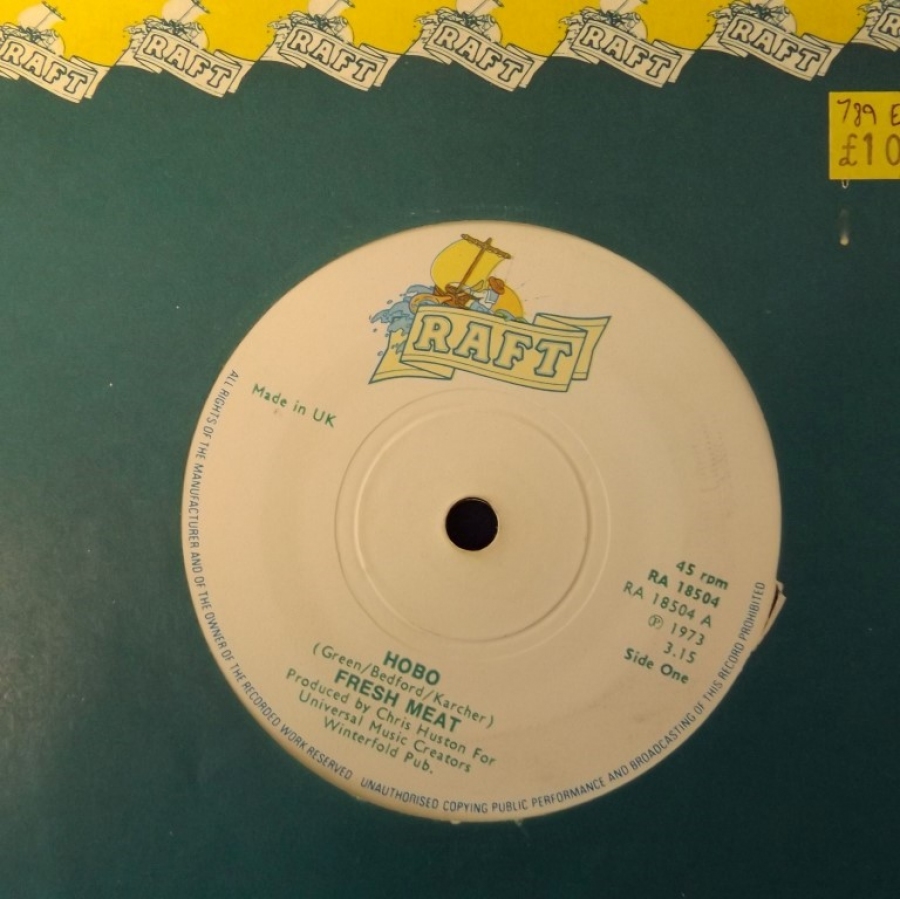 RAFT RAFT RAFT RAFT RAFT RAFT
789 E
£10
RAFT
Made in UK
45 rpm
RA 18504
RA 18504 A
Ⓟ 1973
3.15
Side One
HOBO
(Green/Bedford/Karcher)
FRESH MEAT
Produced by Chris Huston For
Universal Music Creators
Winterfold Pub.
ALL RIGHTS OF THE MANUFACTURER AND OF THE OWNER OF THE RECORDED WORK RESERVED UNAUTHORISED COPYING PUBLIC PERFORMANCE AND BROADCASTING OF THIS RECORD PROHIBITED